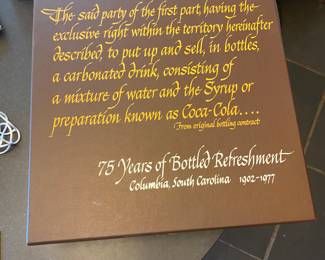 The said party of the first part, having the
exclusive right within the territory hereinafter
described, to put up and sell, in bottles,
a carbonated drink, consisting of
a mixture of water and the Syrup or
preparation known as Coca-Cola....
From original bottling contract
75 Years of Bottled Refreshment
Columbia, South Carolina 1902-1977